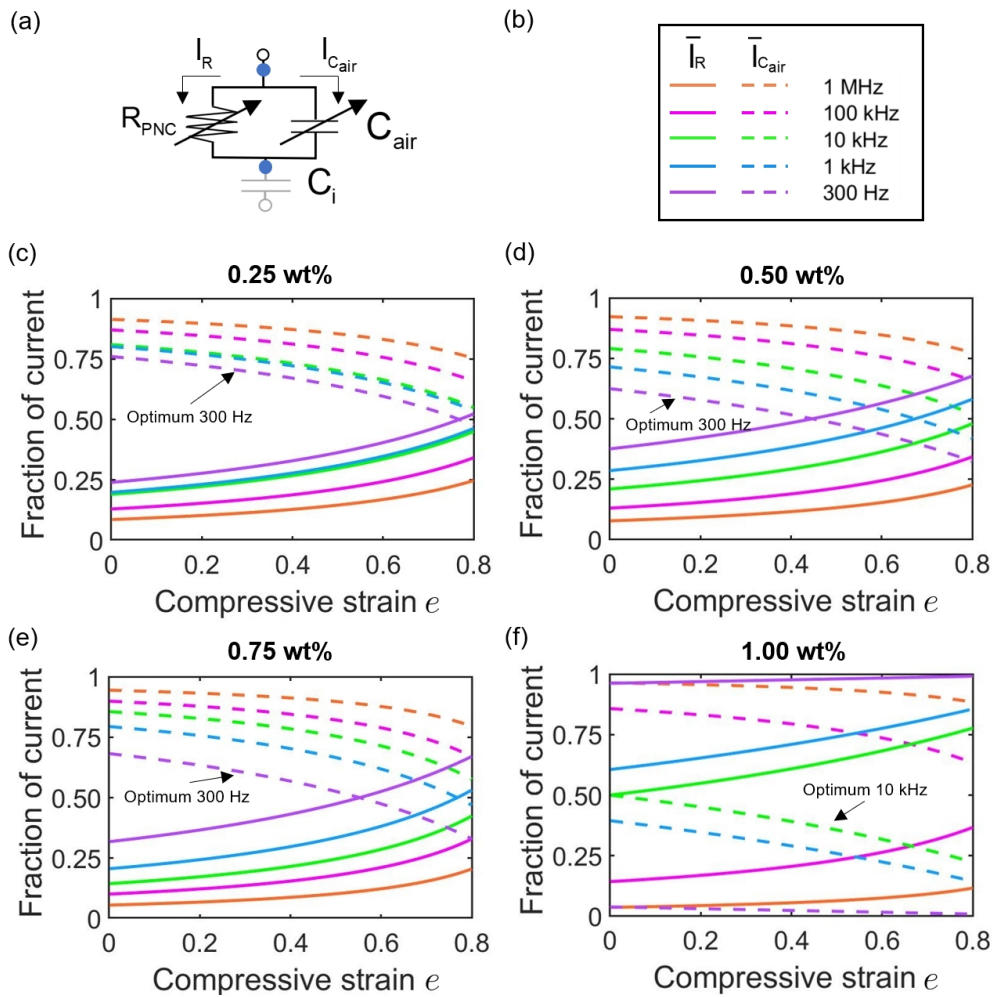 (a)
I_R
I_Cair
R_PNC
C_air
C_i
(b)
Ī_R Ī_Cair
1 MHz
100 kHz
10 kHz
1 kHz
300 Hz
(c)
0.25 wt%
Fraction of current
1
0.75
0.50
0.25
0
Optimum 300 Hz
0 0.2 0.4 0.6 0.8
Compressive strain e
(d)
0.50 wt%
Fraction of current
1
0.75
0.50
0.25
0
Optimum 300 Hz
0 0.2 0.4 0.6 0.8
Compressive strain e
(e)
0.75 wt%
Fraction of current
1
0.75
0.50
0.25
0
Optimum 300 Hz
0 0.2 0.4 0.6 0.8
Compressive strain e
(f)
1.00 wt%
Fraction of current
1
0.75
0.50
0.25
0
Optimum 10 kHz
0 0.2 0.4 0.6 0.8
Compressive strain e